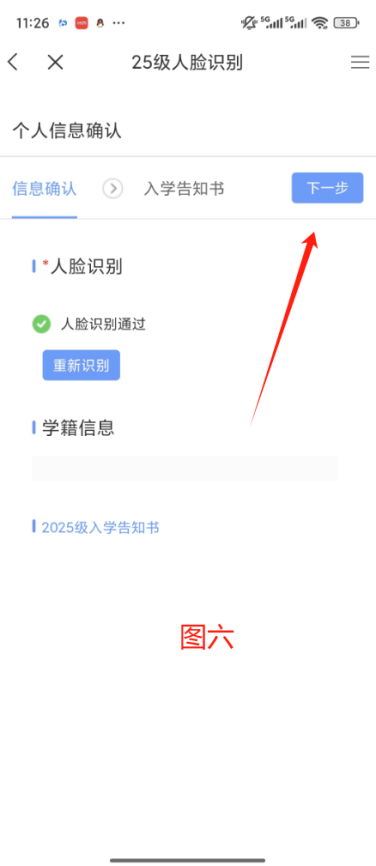 11:26
5G 5G 38
25级人脸识别
个人信息确认
信息确认 入学告知书 下一步
*人脸识别
人脸识别通过
重新识别
学籍信息
2025级入学告知书
图六